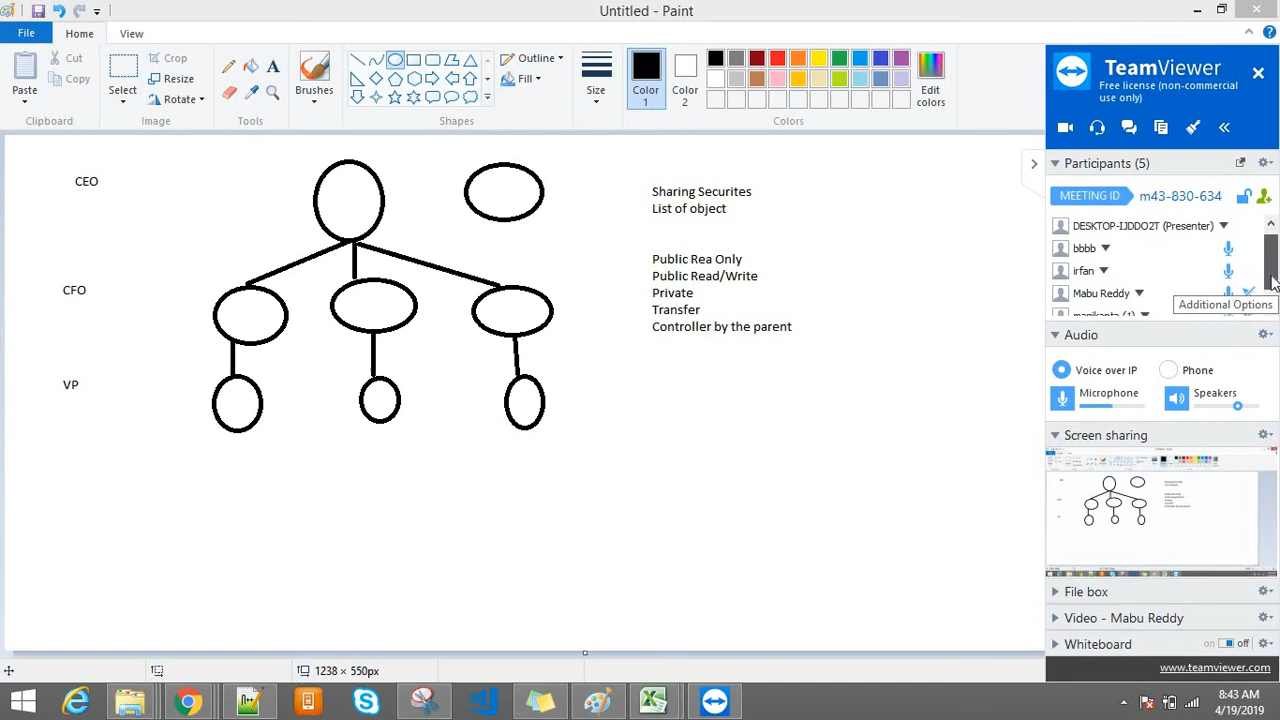 Untitled - Paint
File
Home
View
Paste
Cut
Copy
Clipboard
Select
Crop
Resize
Rotate
Image
Tools
Brushes
Outline
Fill
Shapes
Size
Color 1
Color 2
Edit colors
Colors
CEO
CFO
VP
Sharing Securites
List of object
Public Rea Only
Public Read/Write
Private
Transfer
Controller by the parent
1238 × 550px
TeamViewer
Free license (non-commercial
use only)
Participants (5)
MEETING ID
m43-830-634
DESKTOP-IJDDO2T (Presenter)
bbbb
irfan
Mabu Reddy
manikanta (1)
Additional Options
Audio
Voice over IP
Phone
Microphone
Speakers
Screen sharing
File box
Video - Mabu Reddy
Whiteboard
on
off
www.teamviewer.com
8:43 AM
4/19/2019